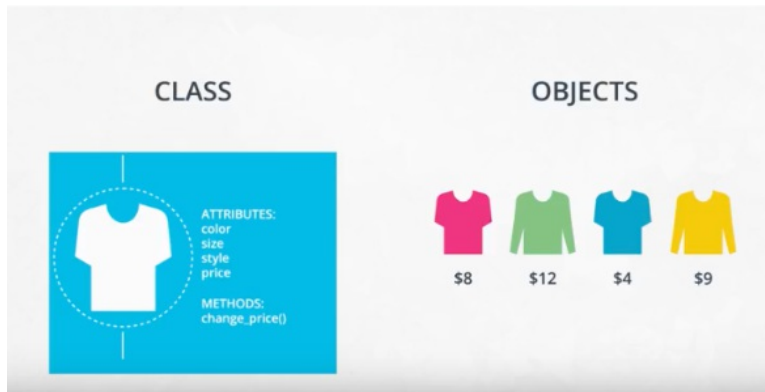 CLASS
OBJECTS
ATTRIBUTES:
color
size
style
price
METHODS:
change_price()
$8
$12
$4
$9